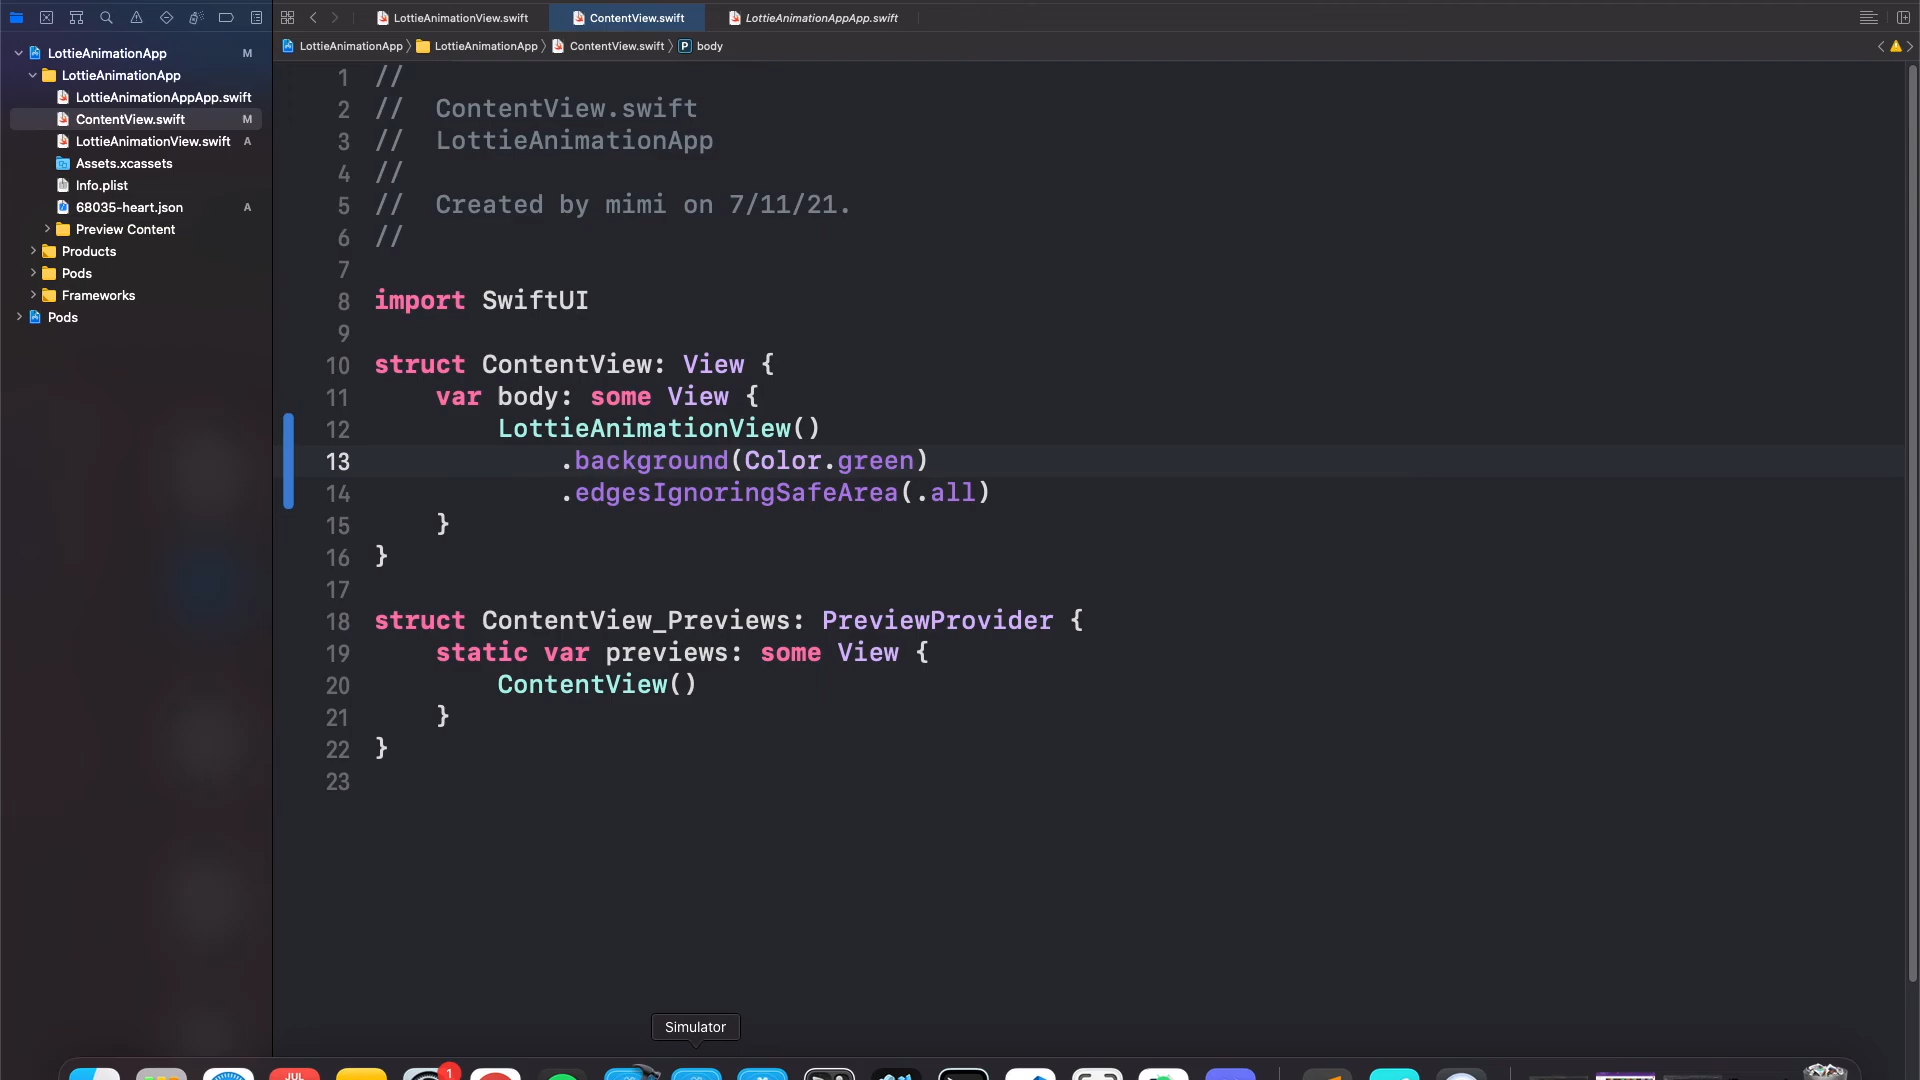 LottieAnimationView.swift
ContentView.swift
LottieAnimationAppApp.swift
LottieAnimationApp M
LottieAnimationApp
LottieAnimationAppApp.swift
ContentView.swift M
LottieAnimationView.swift A
Assets.xcassets
Info.plist
68035-heart.json A
Preview Content
Products
Pods
Frameworks
Pods
LottieAnimationApp LottieAnimationApp ContentView.swift P body
1 //
2 //  ContentView.swift
3 //  LottieAnimationApp
4 //
5 //  Created by mimi on 7/11/21.
6 //
7
8 import SwiftUI
9
10 struct ContentView: View {
11     var body: some View {
12         LottieAnimationView()
13             .background(Color.green)
14             .edgesIgnoringSafeArea(.all)
15     }
16 }
17
18 struct ContentView_Previews: PreviewProvider {
19     static var previews: some View {
20         ContentView()
21     }
22 }
23
Simulator
JUL
1